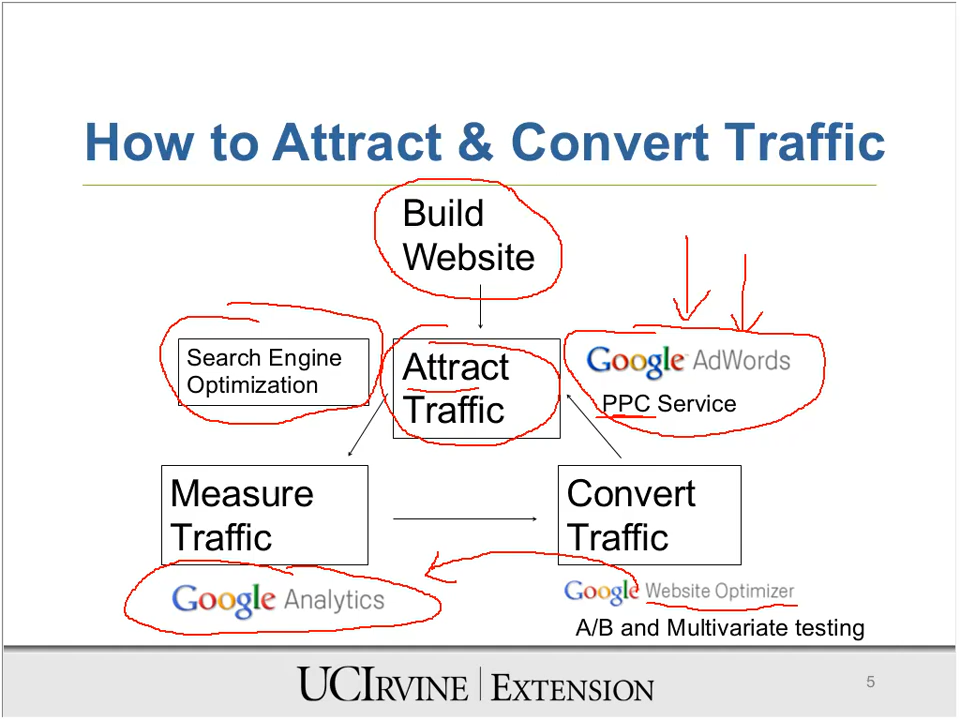 How to Attract & Convert Traffic
Build
Website
Search Engine
Optimization
Attract
Traffic
Google™ AdWords
PPC Service
Measure
Traffic
Convert
Traffic
Google Analytics
Google Website Optimizer
A/B and Multivariate testing
UCIRVINE | EXTENSION
5